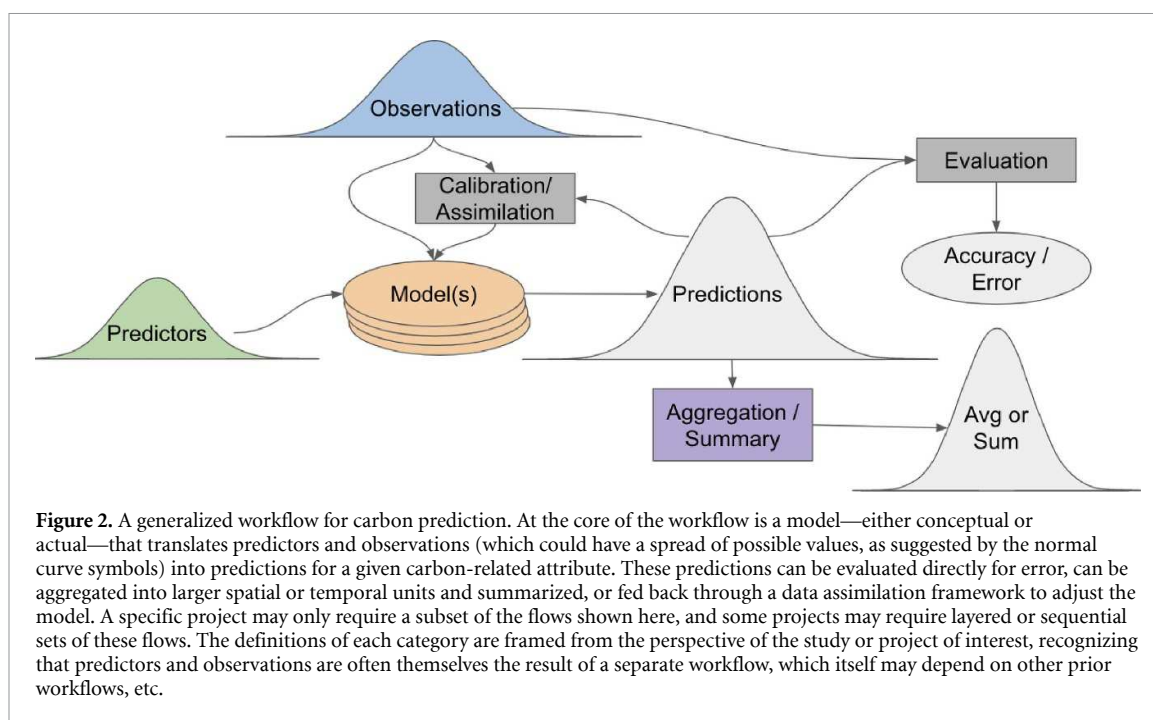 Observations
Evaluation
Calibration/
Assimilation
Accuracy /
Error
Model(s)
Predictions
Predictors
Aggregation /
Summary
Avg or
Sum
Figure 2. A generalized workflow for carbon prediction. At the core of the workflow is a model—either conceptual or
actual—that translates predictors and observations (which could have a spread of possible values, as suggested by the normal
curve symbols) into predictions for a given carbon-related attribute. These predictions can be evaluated directly for error, can be
aggregated into larger spatial or temporal units and summarized, or fed back through a data assimilation framework to adjust the
model. A specific project may only require a subset of the flows shown here, and some projects may require layered or sequential
sets of these flows. The definitions of each category are framed from the perspective of the study or project of interest, recognizing
that predictors and observations are often themselves the result of a separate workflow, which itself may depend on other prior
workflows, etc.